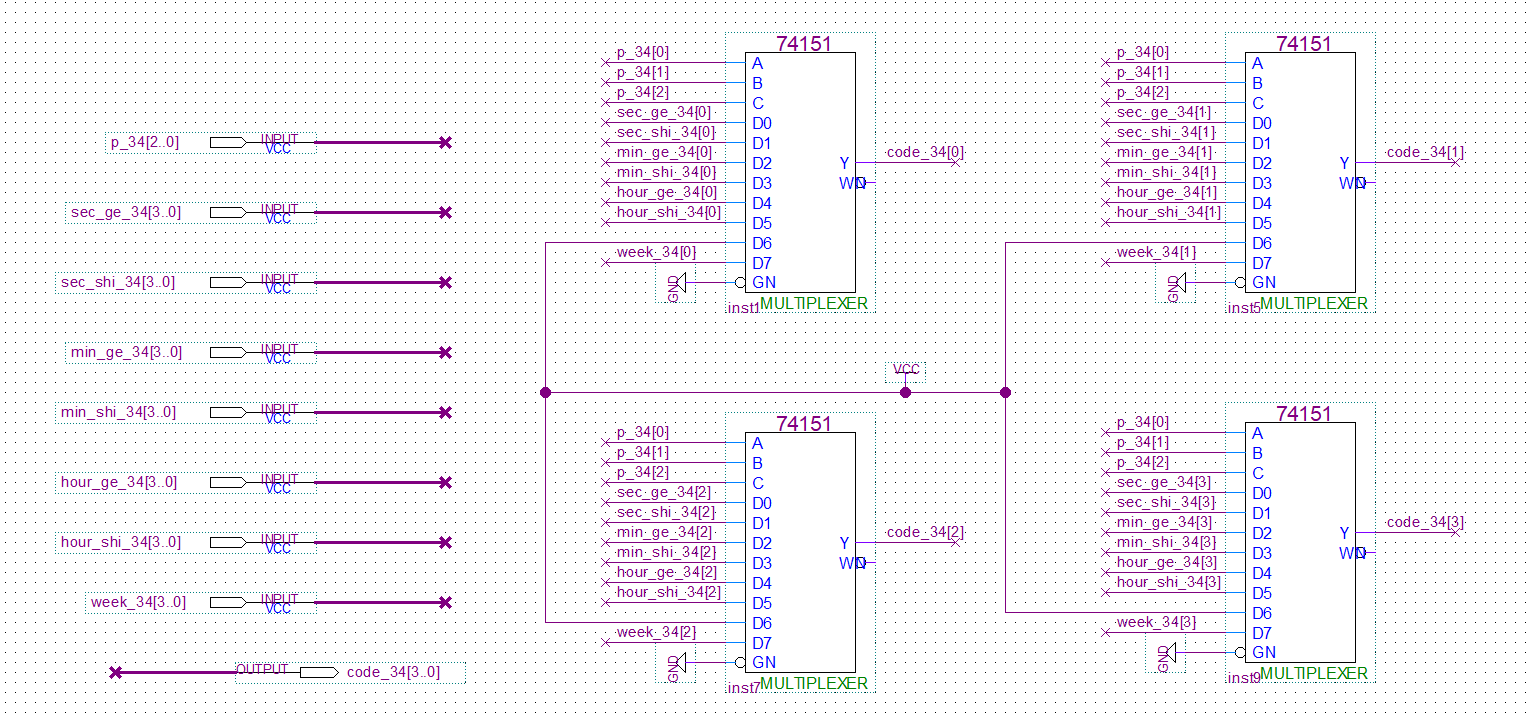 p_34[2..0] INPUT VCC
sec_ge_34[3..0] INPUT VCC
sec_shi_34[3..0] INPUT VCC
min_ge_34[3..0] INPUT VCC
min_shi_34[3..0] INPUT VCC
hour_ge_34[3..0] INPUT VCC
hour_shi_34[3..0] INPUT VCC
week_34[3..0] INPUT VCC
OUTPUT code_34[3..0]
74151
p_34[0] A
p_34[1] B
p_34[2] C
sec_ge_34[0] D0
sec_shi_34[0] D1
min_ge_34[0] D2 Y code_34[0]
min_shi_34[0] D3 WN
hour_ge_34[0] D4
hour_shi_34[0] D5
D6
week_34[0] D7
GND GN
inst1 MULTIPLEXER
74151
p_34[0] A
p_34[1] B
p_34[2] C
sec_ge_34[1] D0
sec_shi_34[1] D1
min_ge_34[1] D2 Y code_34[1]
min_shi_34[1] D3 WN
hour_ge_34[1] D4
hour_shi_34[1] D5
D6
week_34[1] D7
GND GN
inst5 MULTIPLEXER
VCC
74151
p_34[0] A
p_34[1] B
p_34[2] C
sec_ge_34[2] D0
sec_shi_34[2] D1
min_ge_34[2] D2 Y code_34[2]
min_shi_34[2] D3 WN
hour_ge_34[2] D4
hour_shi_34[2] D5
D6
week_34[2] D7
GND GN
inst7 MULTIPLEXER
74151
p_34[0] A
p_34[1] B
p_34[2] C
sec_ge_34[3] D0
sec_shi_34[3] D1
min_ge_34[3] D2 Y code_34[3]
min_shi_34[3] D3 WN
hour_ge_34[3] D4
hour_shi_34[3] D5
D6
week_34[3] D7
GND GN
inst9 MULTIPLEXER